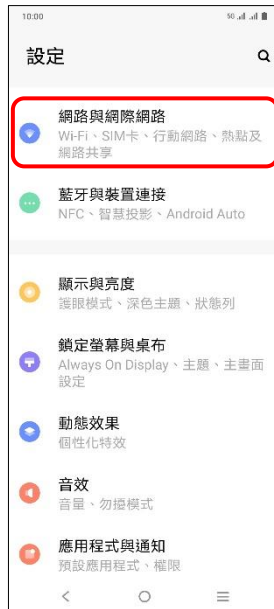 10:00
5G
設定
網路與網際網路
Wi-Fi、SIM卡、行動網路、熱點及
網路共享
藍牙與裝置連接
NFC、智慧投影、Android Auto
顯示與亮度
護眼模式、深色主題、狀態列
鎖定螢幕與桌布
Always On Display、主題、主畫面
設定
動態效果
個性化特效
音效
音量、勿擾模式
應用程式與通知
預設應用程式、權限